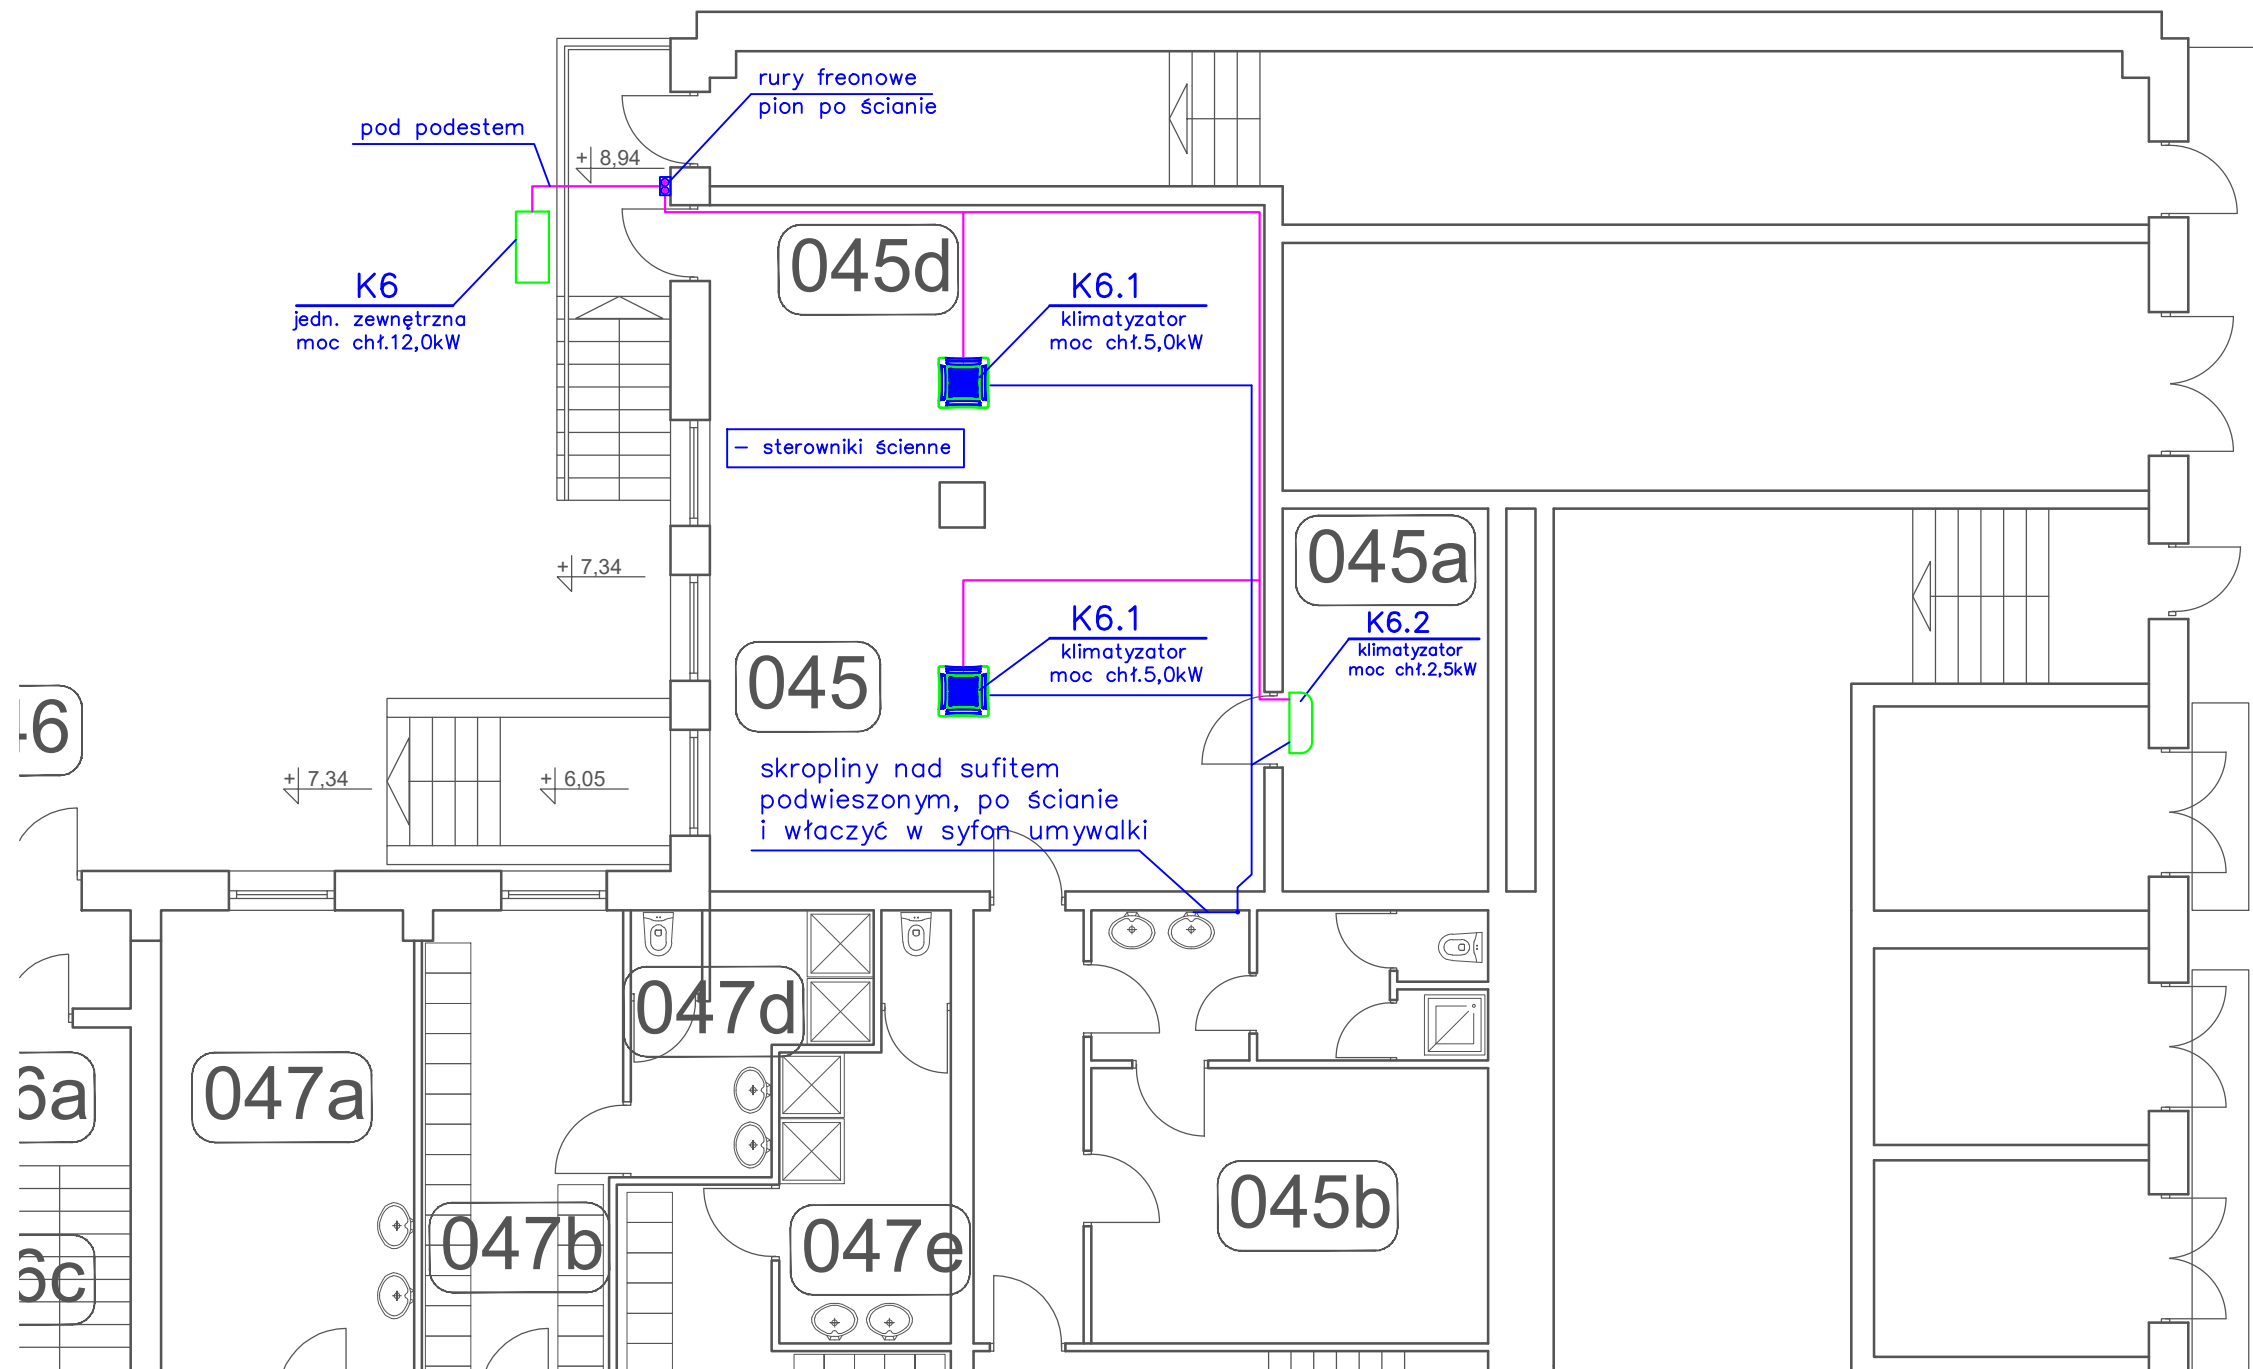 rury freonowe
pion po ścianie
pod podestem
+ 8,94
045d
K6
jedn. zewnętrzna
moc chł.12,0kW
K6.1
klimatyzator
moc chł.5,0kW
– sterowniki ścienne
+ 7,34
045a
K6.1
klimatyzator
moc chł.5,0kW
K6.2
klimatyzator
moc chł.2,5kW
045
46
+ 7,34
+ 6,05
skropliny nad sufitem
podwieszonym, po ścianie
i włączyć w syfon umywalki
047d
6a
047a
045b
047b
047e
6c